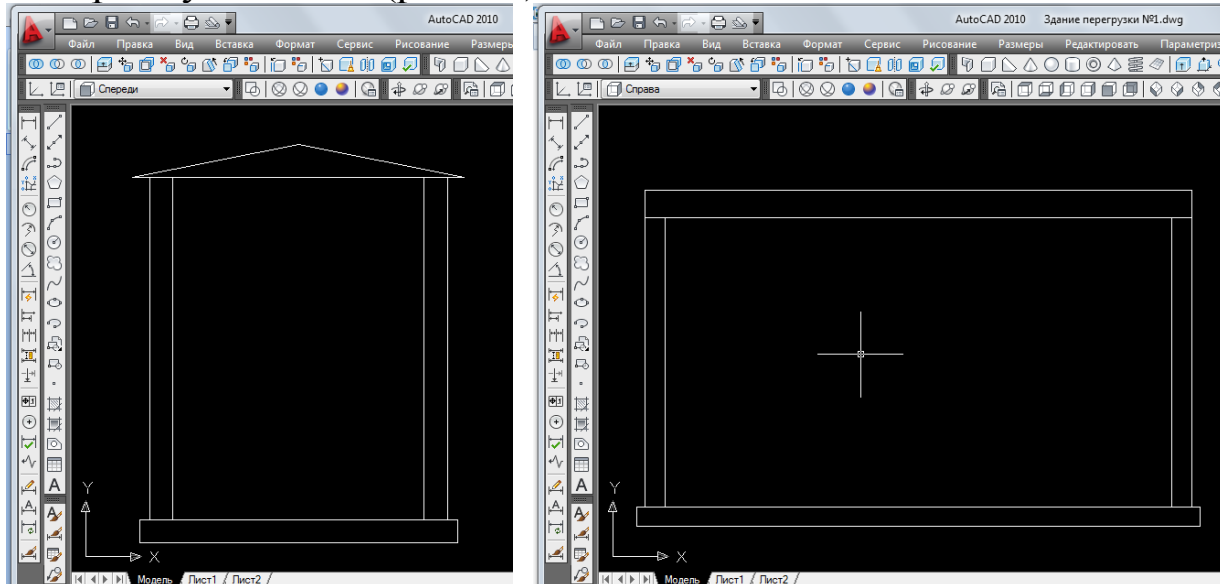 AutoCAD 2010
Файл Правка Вид Вставка Формат Сервис Рисование Размеры
Спереди
Y
X
Модель Лист1 Лист2
AutoCAD 2010 Здание перегрузки №1.dwg
Файл Правка Вид Вставка Формат Сервис Рисование Размеры Редактировать Параметриз
Справа
Y
X
Модель Лист1 Лист2